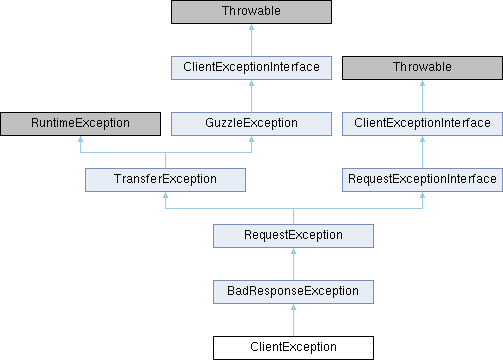 Throwable
ClientExceptionInterface
Throwable
RuntimeException
GuzzleException
ClientExceptionInterface
TransferException
RequestExceptionInterface
RequestException
BadResponseException
ClientException